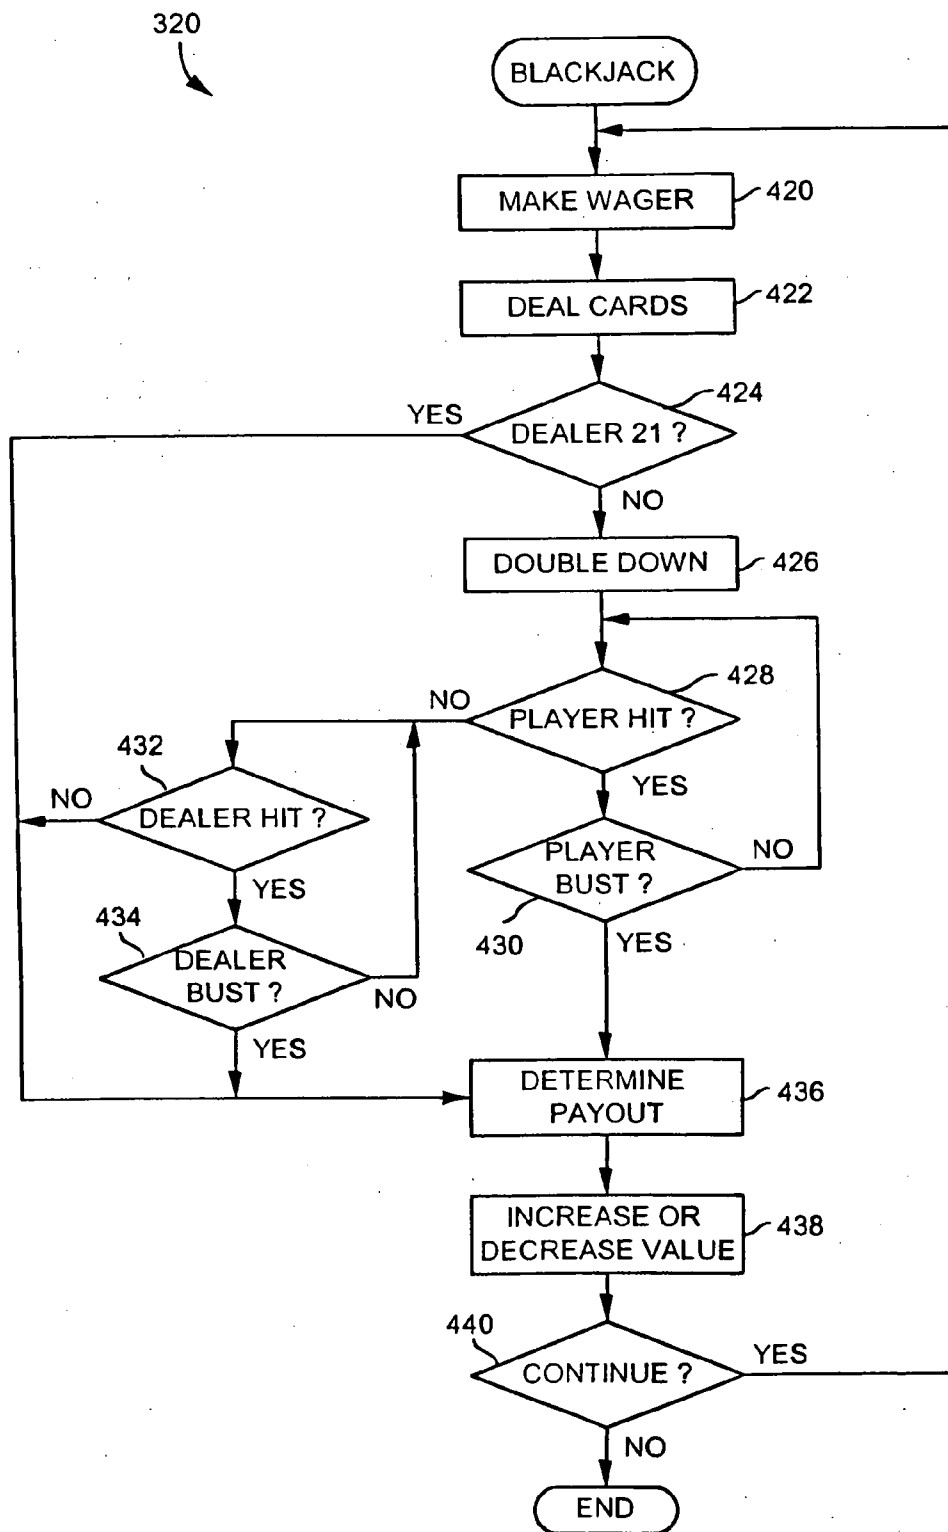 320
BLACKJACK
MAKE WAGER
420
DEAL CARDS
422
424
YES
DEALER 21 ?
NO
DOUBLE DOWN
426
428
NO
PLAYER HIT ?
432
YES
NO
DEALER HIT ?
PLAYER
BUST ?
NO
YES
430
434
YES
DEALER
BUST ?
NO
YES
DETERMINE
PAYOUT
436
INCREASE OR
DECREASE VALUE
438
440
YES
CONTINUE ?
NO
END